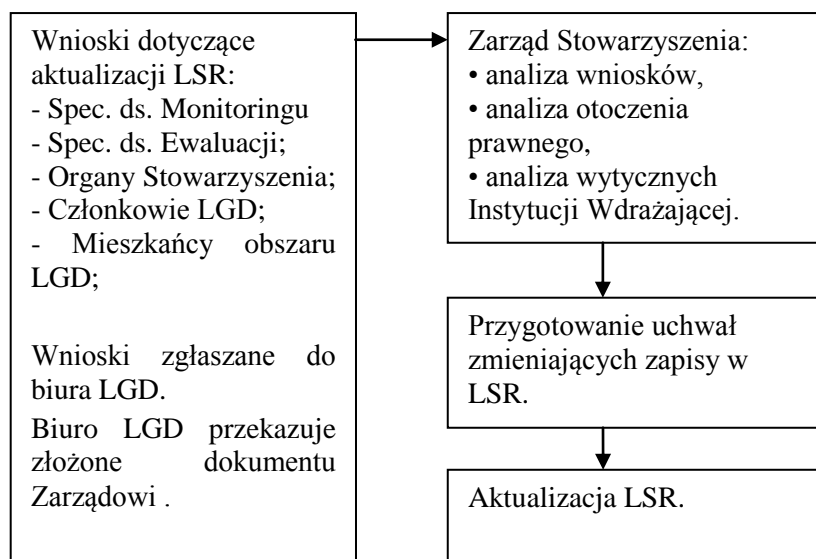 Wnioski dotyczące
aktualizacji LSR:
- Spec. ds. Monitoringu
- Spec. ds. Ewaluacji;
- Organy Stowarzyszenia;
- Członkowie LGD;
- Mieszkańcy obszaru
LGD;
Wnioski zgłaszane do
biura LGD.
Biuro LGD przekazuje
złożone dokumentu
Zarządowi .
Zarząd Stowarzyszenia:
• analiza wniosków,
• analiza otoczenia
prawnego,
• analiza wytycznych
Instytucji Wdrażającej.
Przygotowanie uchwał
zmieniających zapisy w
LSR.
Aktualizacja LSR.